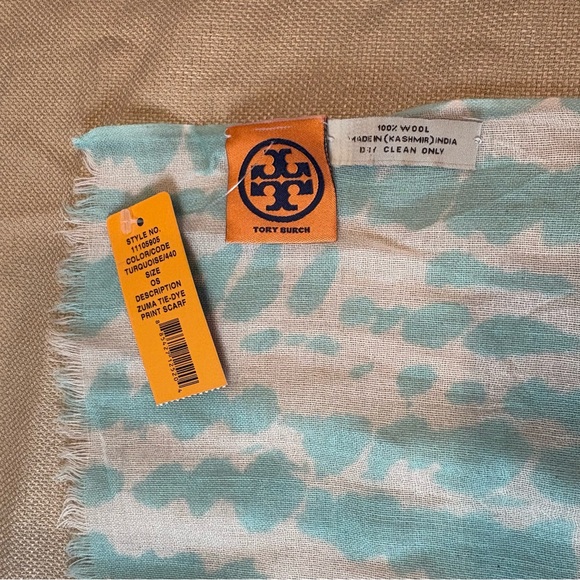 100% WOOL
MADE IN (KASHMIR) INDIA
DRY CLEAN ONLY
TORY BURCH
STYLE NO.
11105905
COLOR/CODE
TURQUOISE/440
SIZE
OS
DESCRIPTION
ZUMA TIE-DYE
PRINT SCARF